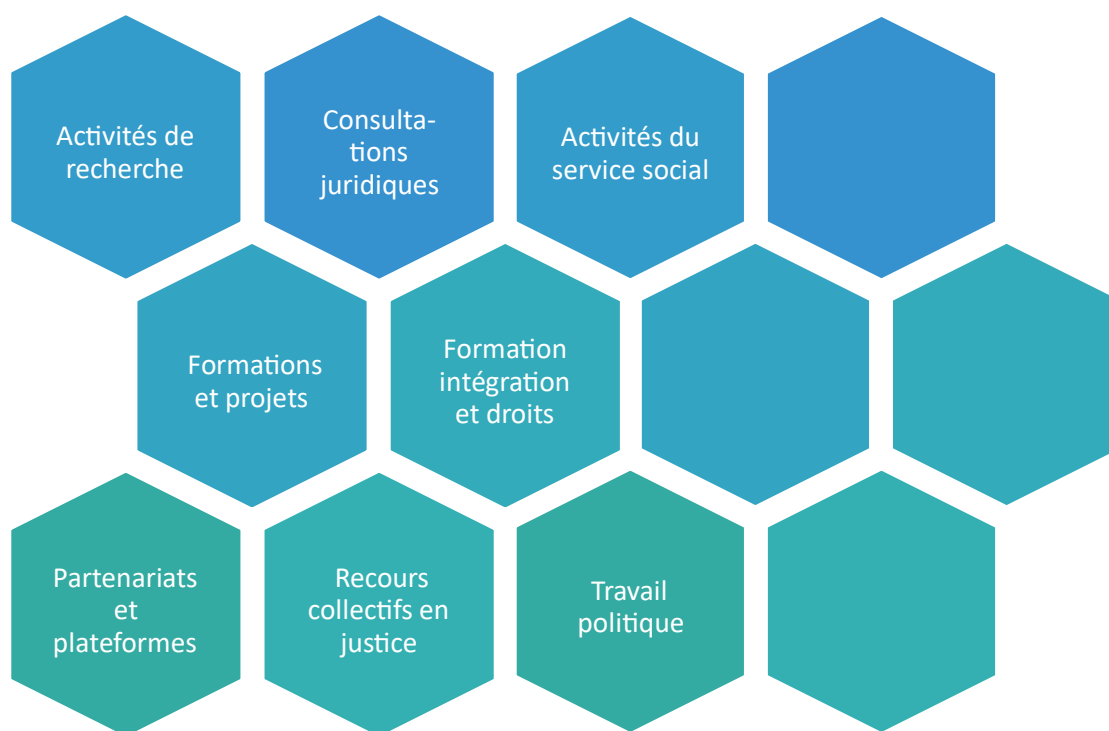 Activités de
recherche
Consulta-
tions
juridiques
Activités du
service social
Formations
et projets
Formation
intégration
et droits
Partenariats
et
plateformes
Recours
collectifs en
justice
Travail
politique